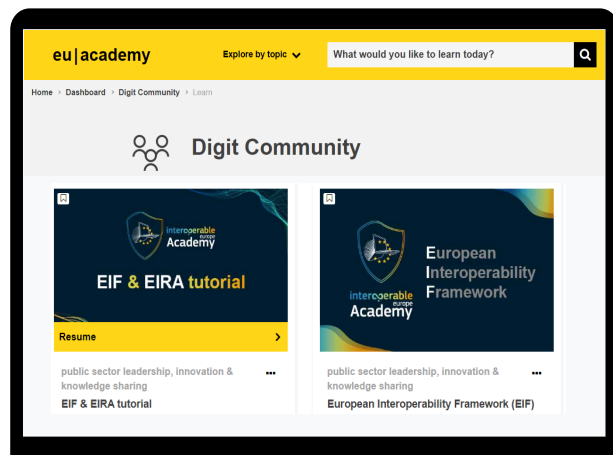 eu|academy
Explore by topic
What would you like to learn today?
Home > Dashboard > Digit Community > Learn
Digit Community
interoperable
europe
Academy
EIF & EIRA tutorial
Resume
public sector leadership, innovation &
knowledge sharing
EIF & EIRA tutorial
interoperable
europe
Academy
European
Interoperability
Framework
public sector leadership, innovation &
knowledge sharing
European Interoperability Framework (EIF)